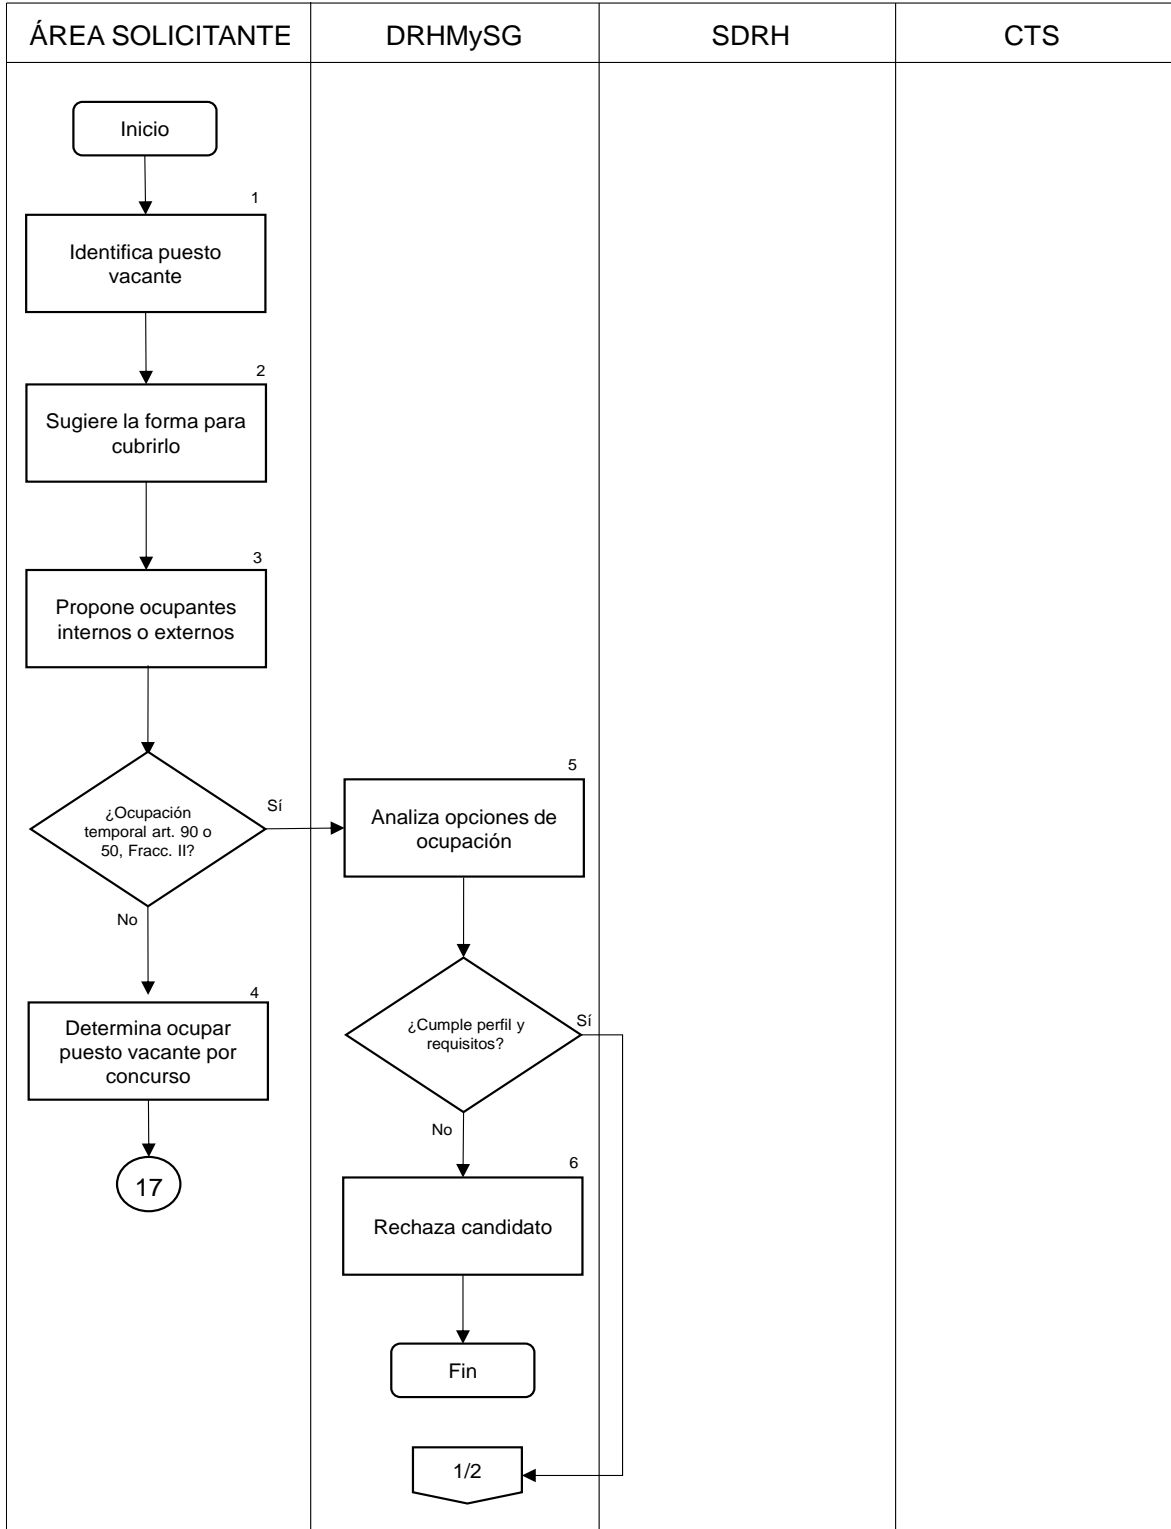 ÁREA SOLICITANTE
DRHMySG
SDRH
CTS
Inicio
1
Identifica puesto
vacante
2
Sugiere la forma para
cubrirlo
3
Propone ocupantes
internos o externos
¿Ocupación
temporal art. 90 o
50, Fracc. II?
Sí
No
4
Determina ocupar
puesto vacante por
concurso
17
5
Analiza opciones de
ocupación
¿Cumple perfil y
requisitos?
Sí
No
6
Rechaza candidato
Fin
1/2